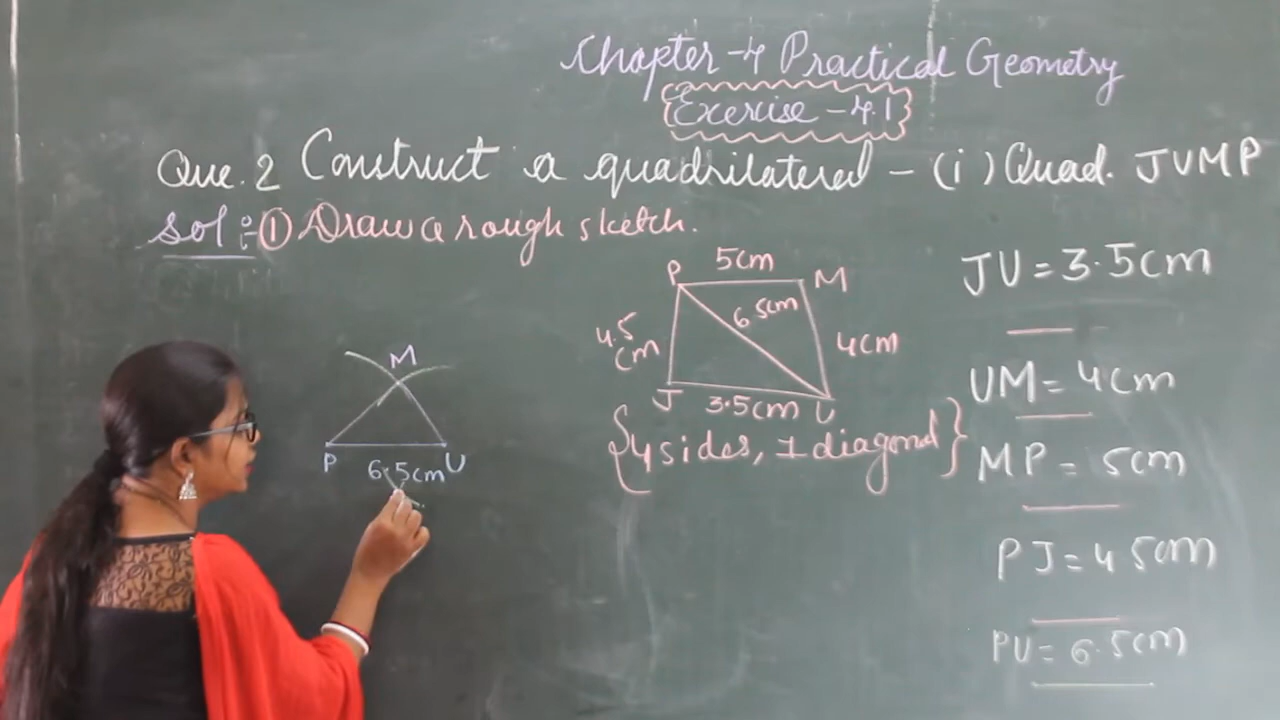 Chapter-4 Practical Geometry
Exercise-4.1
Que. 2 Construct a quadrilateral - (i) Quad. JUMP
Sol:- ① Draw a rough sketch.
P 5cm M
6 5cm
4.5 cm
4cm
J 3.5cm U
{4 sides, 1 diagonal}
M
P 6.5cm U
JU = 3.5cm
UM = 4cm
MP = 5cm
PJ = 4 5cm
PU = 6.5cm